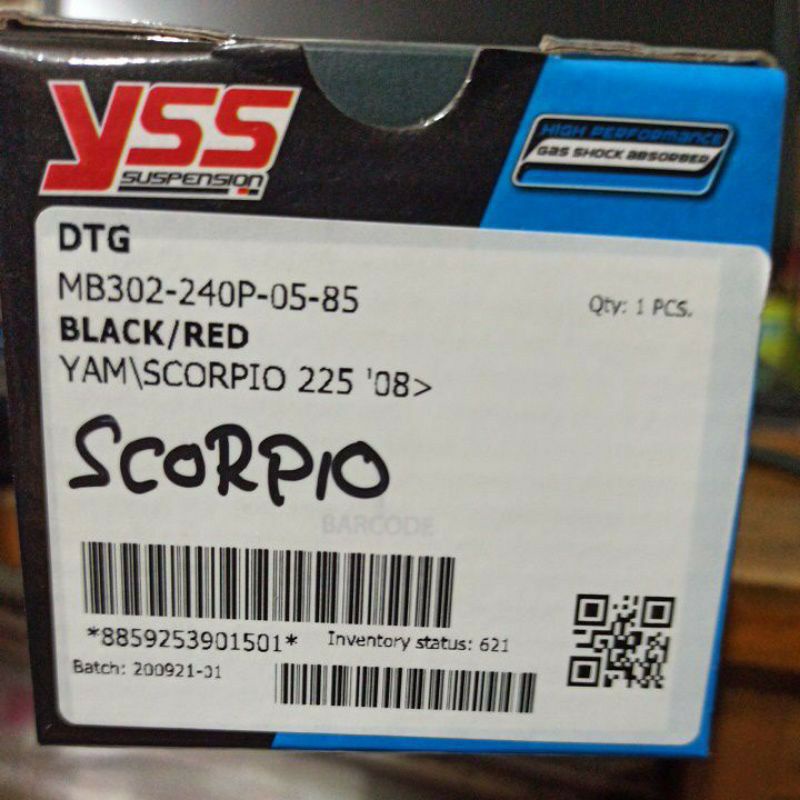 YSS
SUSPENSION
HIGH PERFORMANCE
GAS SHOCK ABSORBER
DTG
MB302-240P-05-85
Qty: 1 PCS.
BLACK/RED
YAM\SCORPIO 225 '08>
SCORPIO
BARCODE
*8859253901501*
Inventory status: 621
Batch: 200921-01